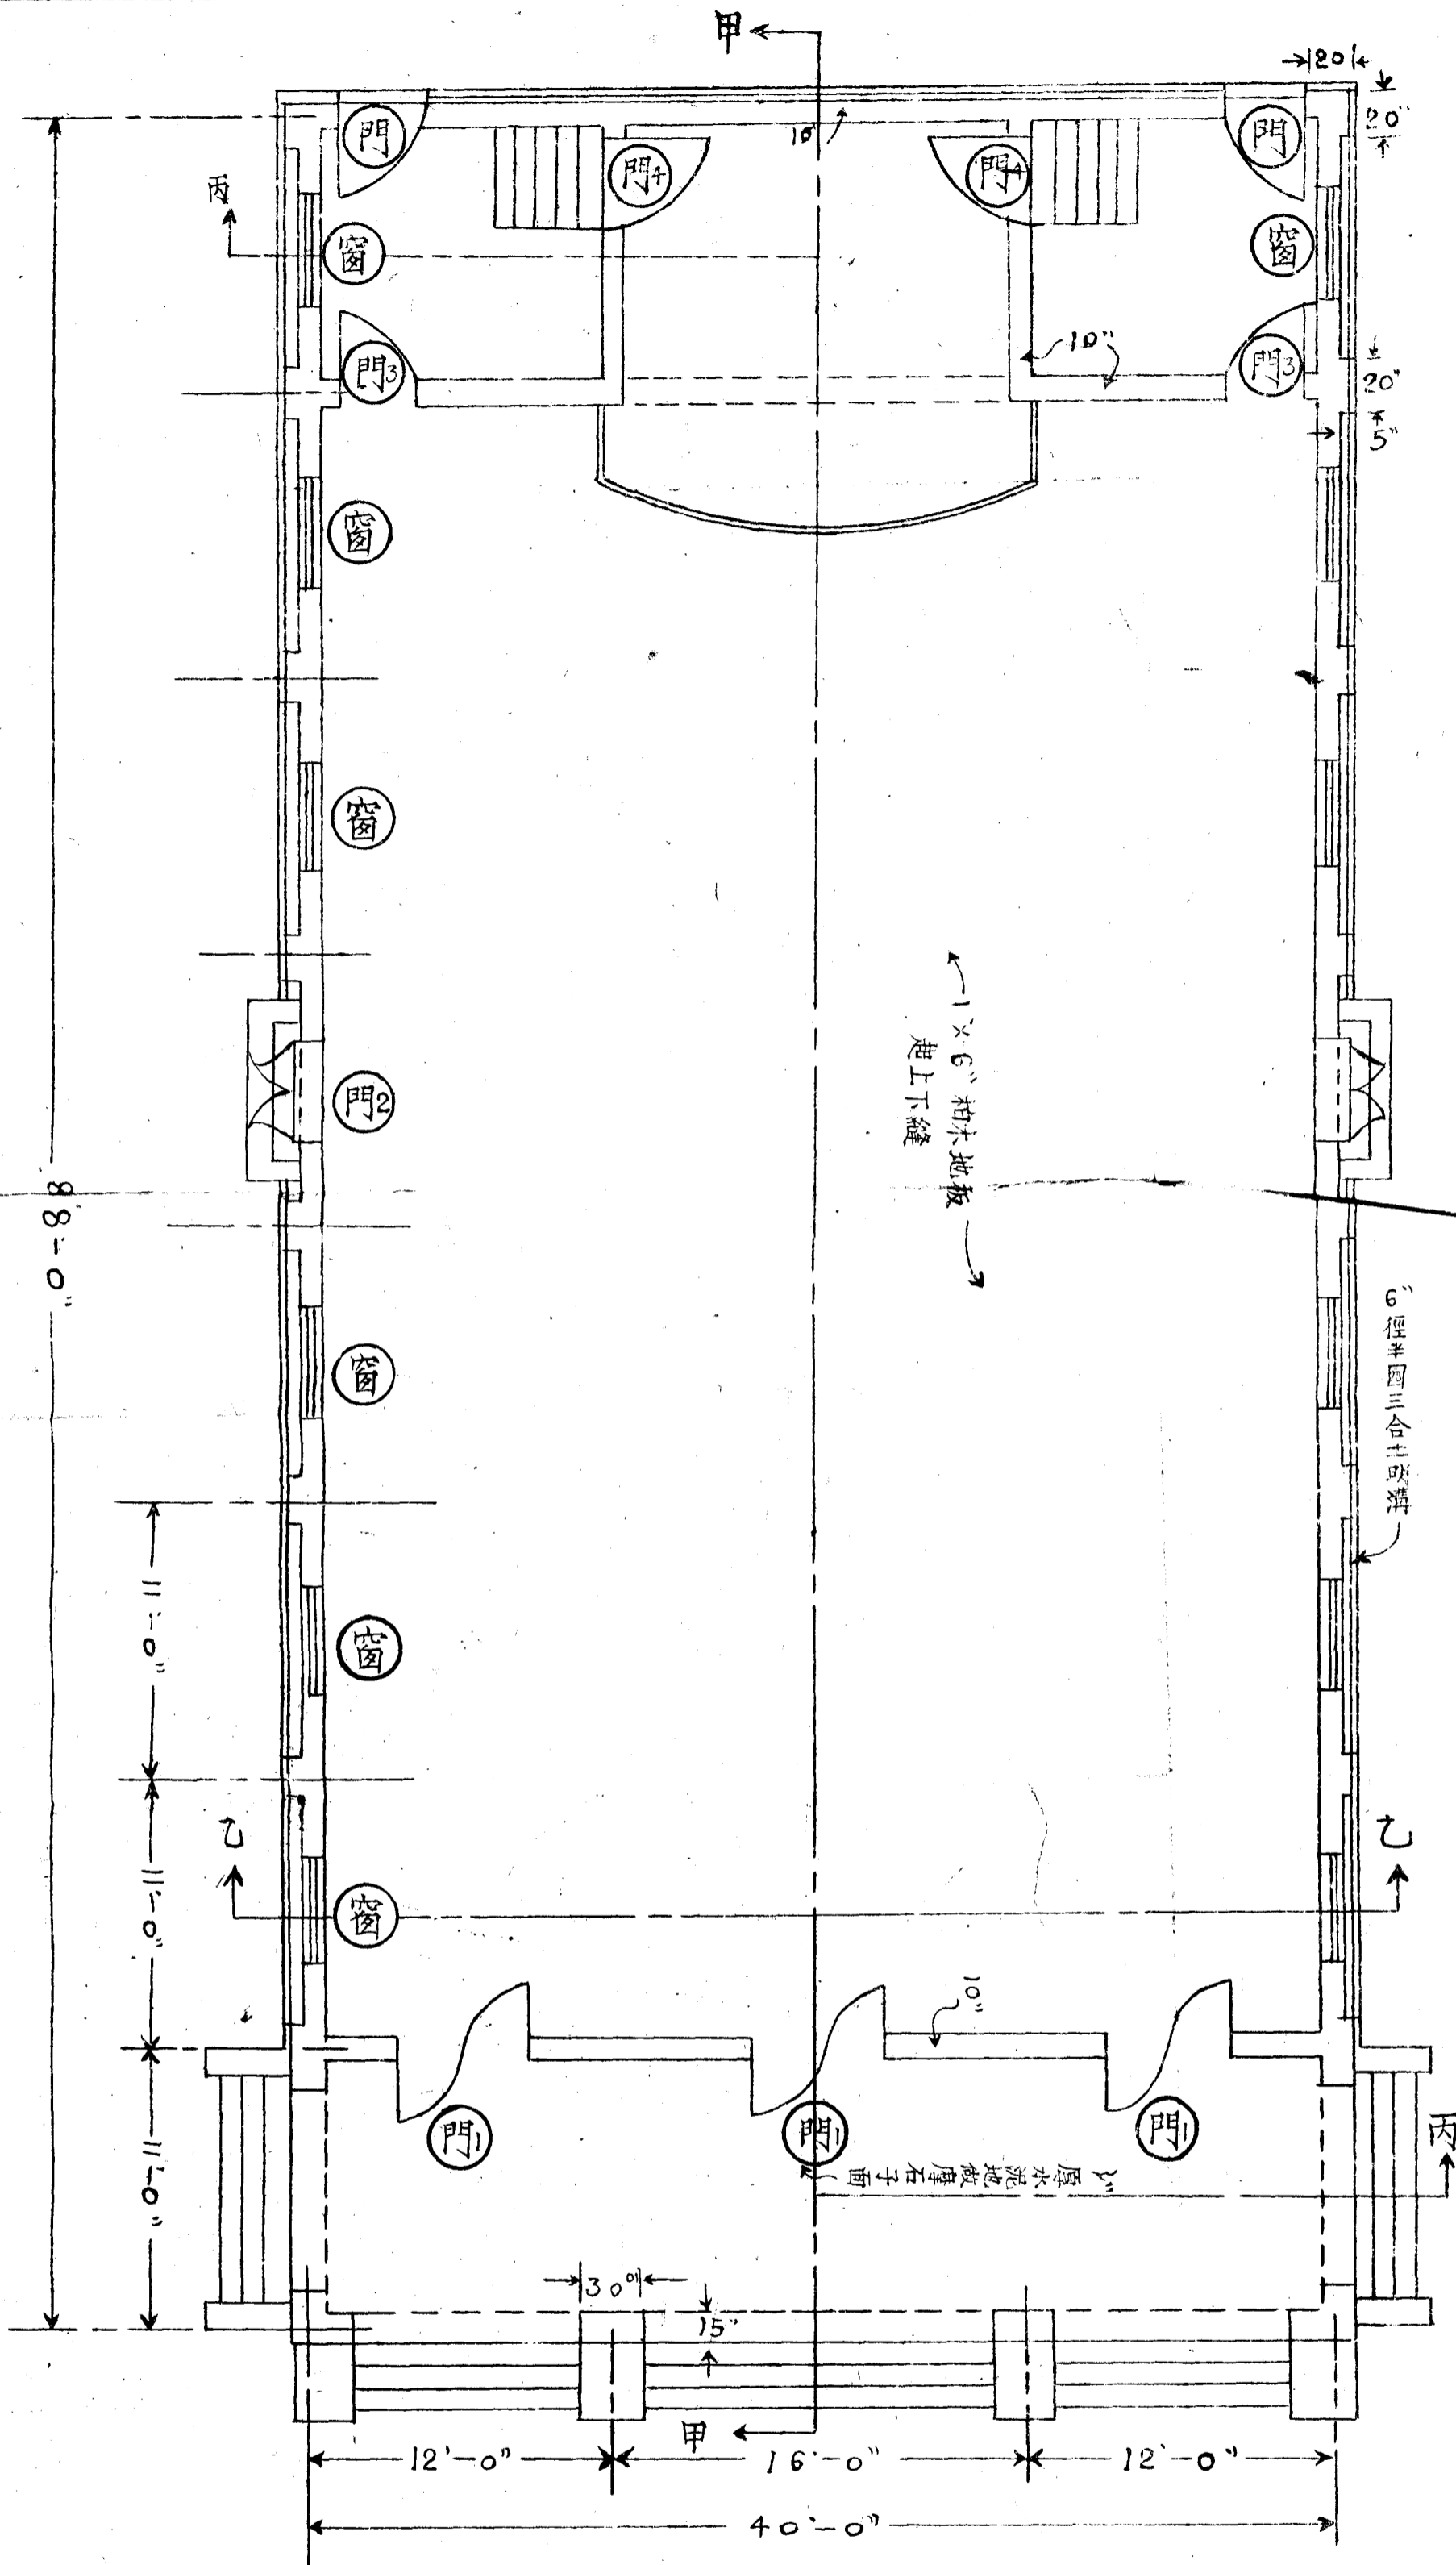 甲
20
20"
門
門4
10"
門4
門
丙
窗
窗
10"
門3
門3
20"
5"
窗
窗
1×6"柏木地板
起上下縫
門2
88'-0"
6"徑半圓三合土明溝
窗
11'-0"
窗
乙
乙
11'-0"
窗
10"
門1
門1
門1
丙
厚水泥地做摩石子面
11'-0"
30"
15"
甲
12'-0"
16'-0"
12'-0"
40'-0"